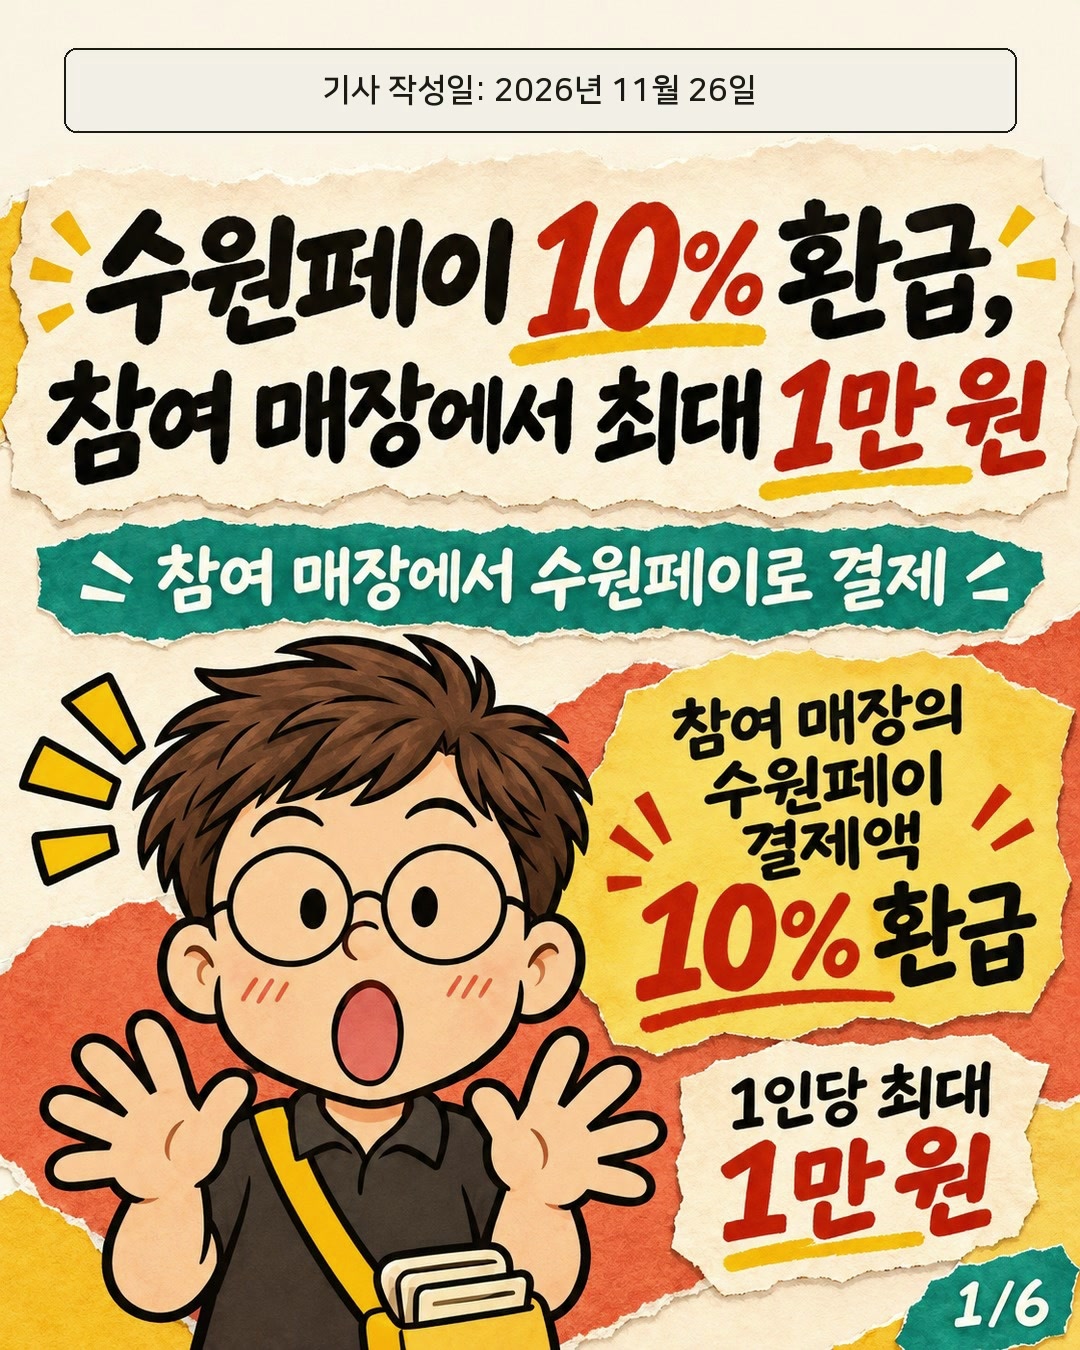 기사 작성일: 2026년 11월 26일
수원페이 10% 환급,
참여 매장에서 최대 1만 원
참여 매장에서 수원페이로 결제
참여 매장의
수원페이
결제액
10% 환급
1인당 최대
1만 원
1/6